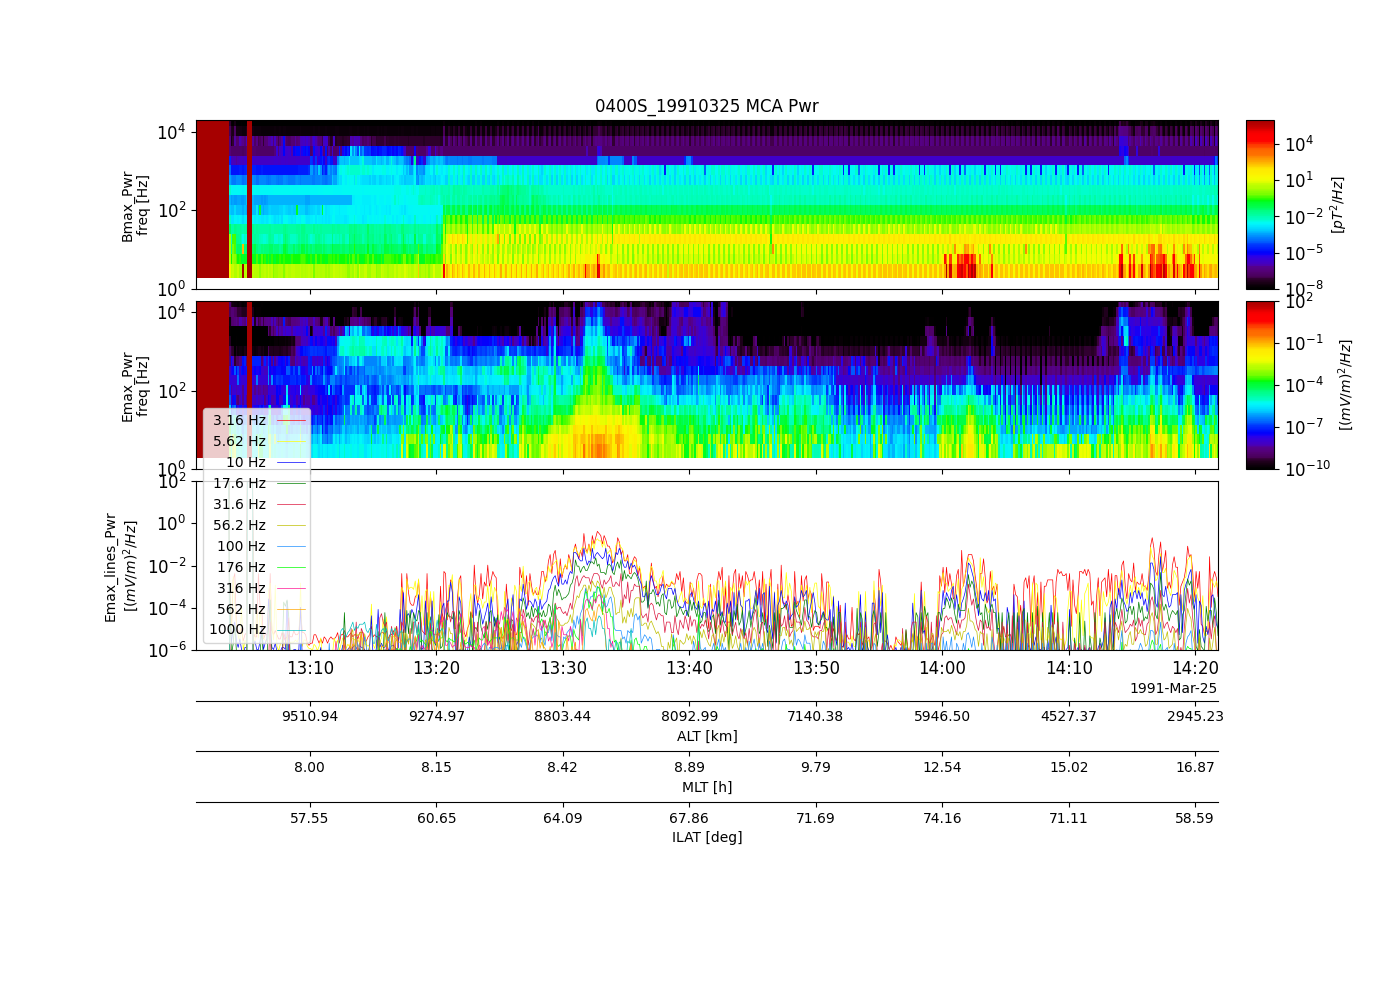 0400S_19910325 MCA Pwr
10^4
10^2
10^0
Bmax_Pwr
freq [Hz]
10^4
10^1
10^-2
10^-5
10^-8
[pT^2/Hz]
10^4
10^2
10^0
Emax_Pwr
freq [Hz]
10^2
10^-1
10^-4
10^-7
10^-10
[(mV/m)^2/Hz]
10^2
10^0
10^-2
10^-4
10^-6
Emax_lines_Pwr
[(mV/m)^2/Hz]
3.16 Hz
5.62 Hz
10 Hz
17.6 Hz
31.6 Hz
56.2 Hz
100 Hz
176 Hz
316 Hz
562 Hz
1000 Hz
13:10 13:20 13:30 13:40 13:50 14:00 14:10 14:20
1991-Mar-25
9510.94 9274.97 8803.44 8092.99 7140.38 5946.50 4527.37 2945.23
ALT [km]
8.00 8.15 8.42 8.89 9.79 12.54 15.02 16.87
MLT [h]
57.55 60.65 64.09 67.86 71.69 74.16 71.11 58.59
ILAT [deg]